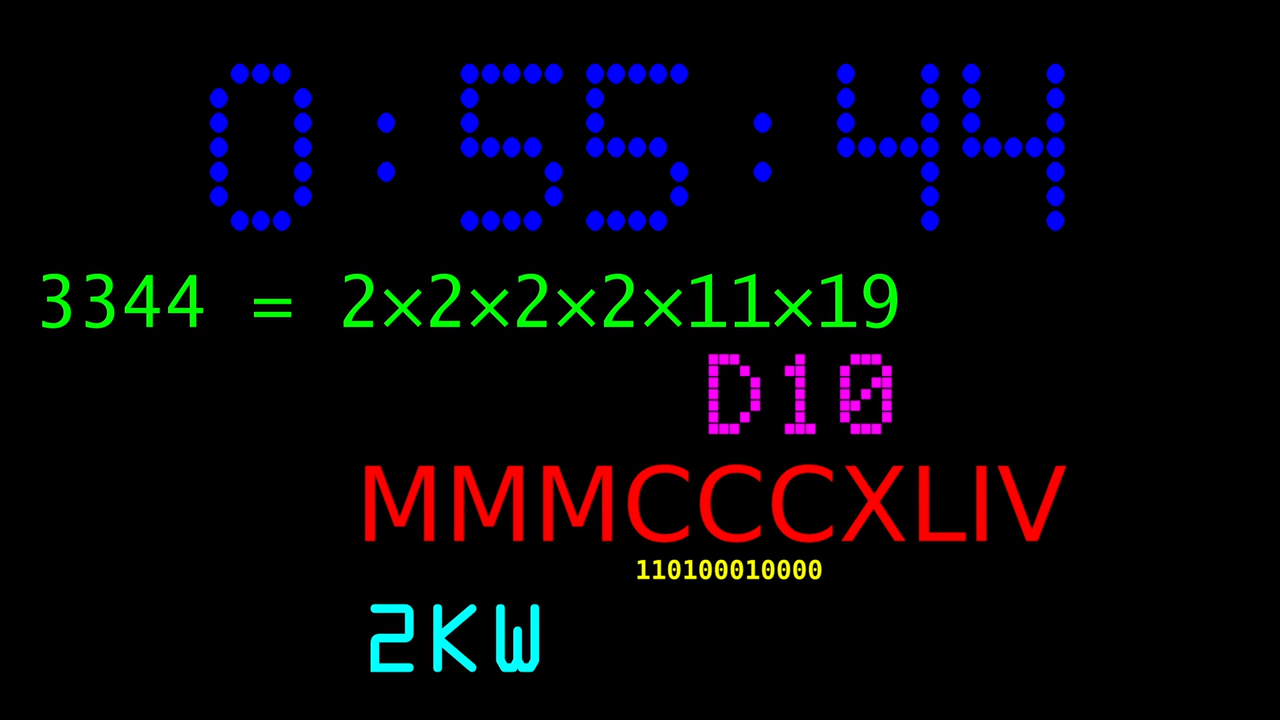 0:55:44
3344 = 2×2×2×2×11×19
D10
MMMCCCXLIV
110100010000
2KW